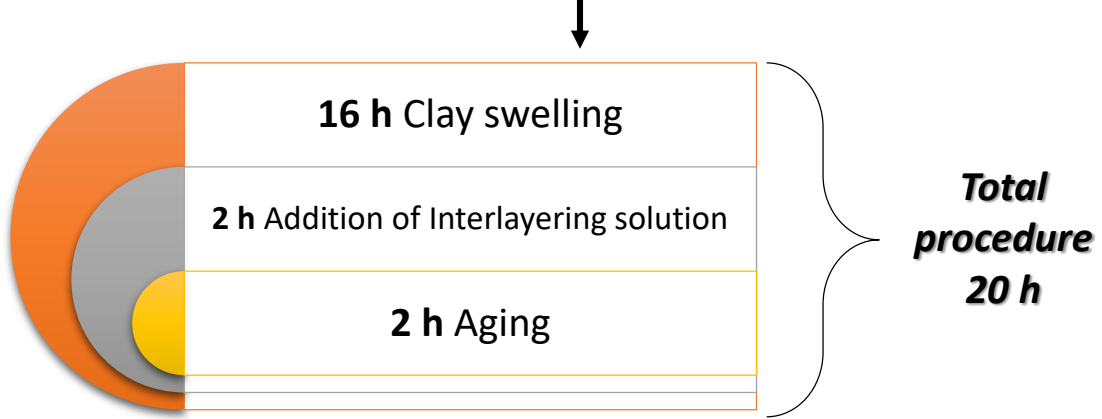 16 h Clay swelling
2 h Addition of Interlayering solution
2 h Aging
Total
procedure
20 h